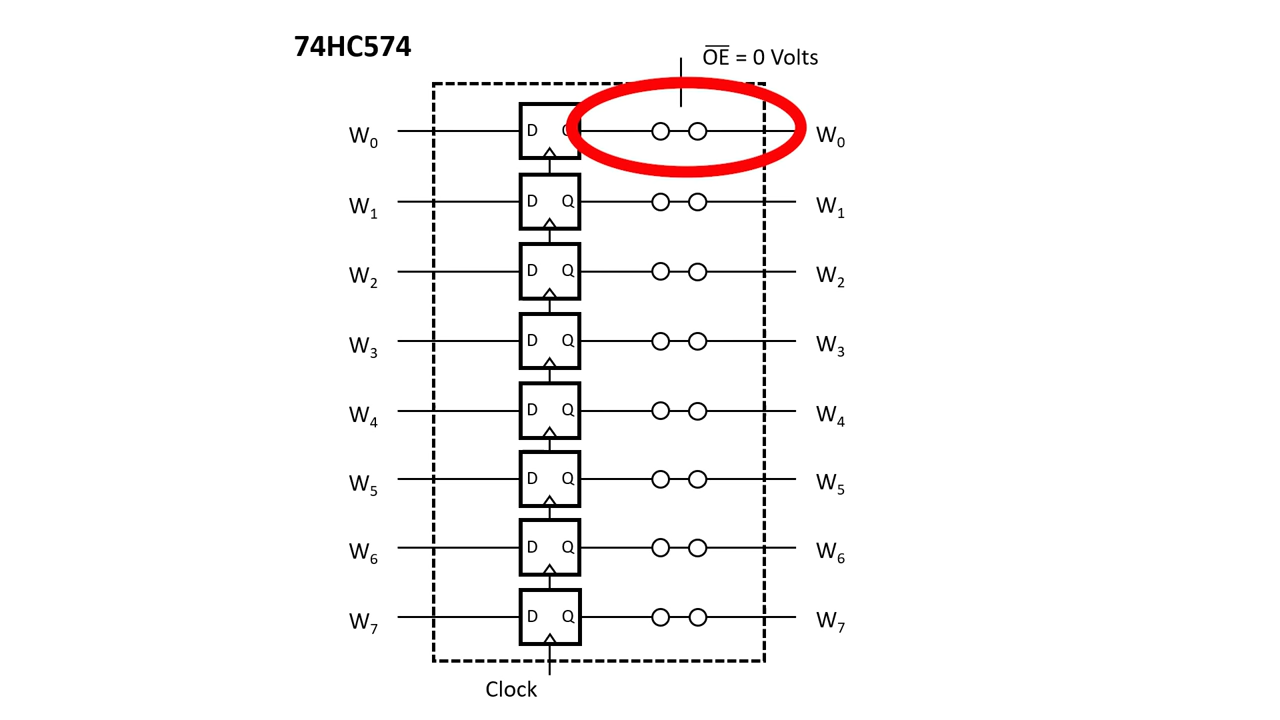 74HC574
O̅E̅ = 0 Volts
W₀ D W₀
W₁ D Q W₁
W₂ D Q W₂
W₃ D Q W₃
W₄ D Q W₄
W₅ D Q W₅
W₆ D Q W₆
W₇ D Q W₇
Clock